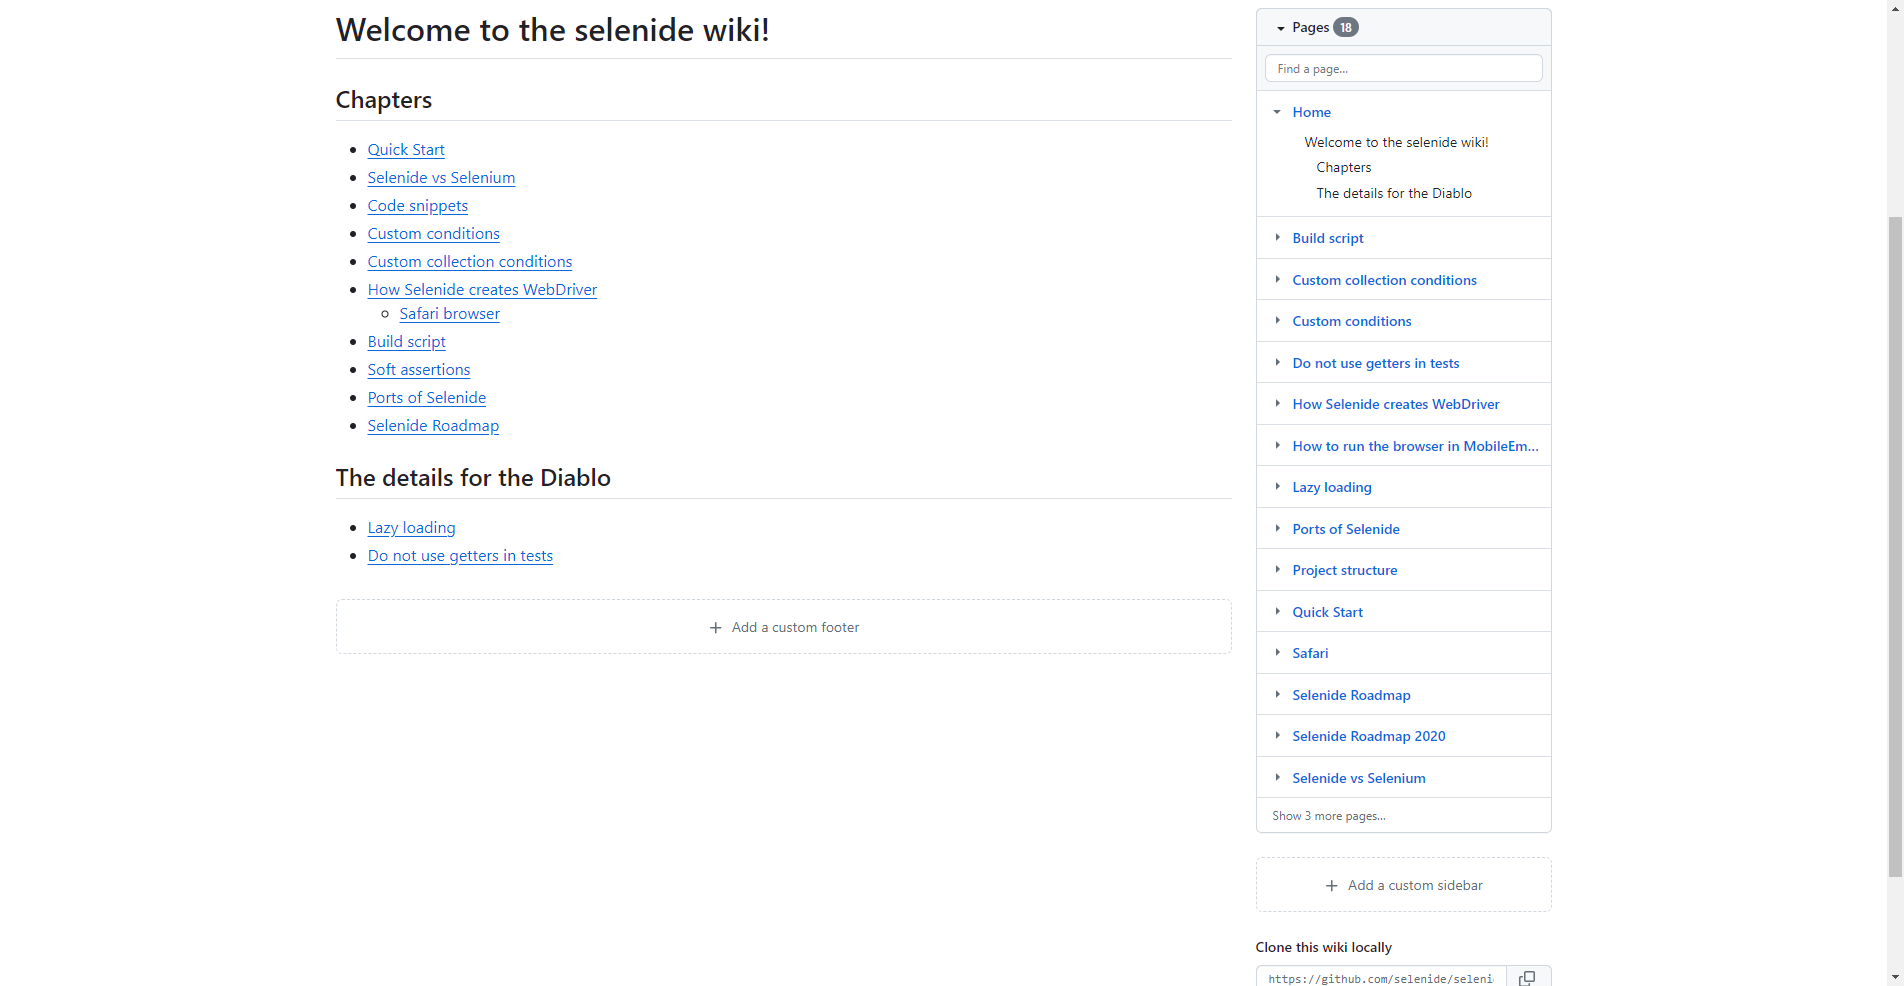 Welcome to the selenide wiki!
Chapters
Quick Start
Selenide vs Selenium
Code snippets
Custom conditions
Custom collection conditions
How Selenide creates WebDriver
Safari browser
Build script
Soft assertions
Ports of Selenide
Selenide Roadmap
The details for the Diablo
Lazy loading
Do not use getters in tests
Add a custom footer
Pages 18
Find a page...
Home
Welcome to the selenide wiki!
Chapters
The details for the Diablo
Build script
Custom collection conditions
Custom conditions
Do not use getters in tests
How Selenide creates WebDriver
How to run the browser in MobileEm...
Lazy loading
Ports of Selenide
Project structure
Quick Start
Safari
Selenide Roadmap
Selenide Roadmap 2020
Selenide vs Selenium
Show 3 more pages...
Add a custom sidebar
Clone this wiki locally
https://github.com/selenide/seleni